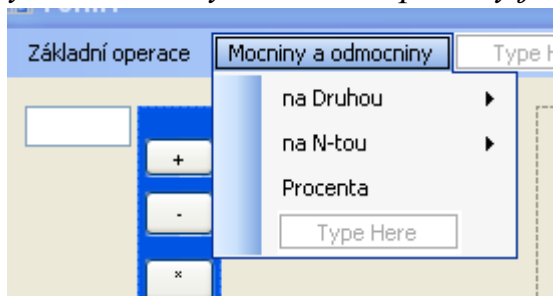 Základní operace Mocniny a odmocniny Type H
na Druhou
na N-tou
Procenta
Type Here
+
-
*